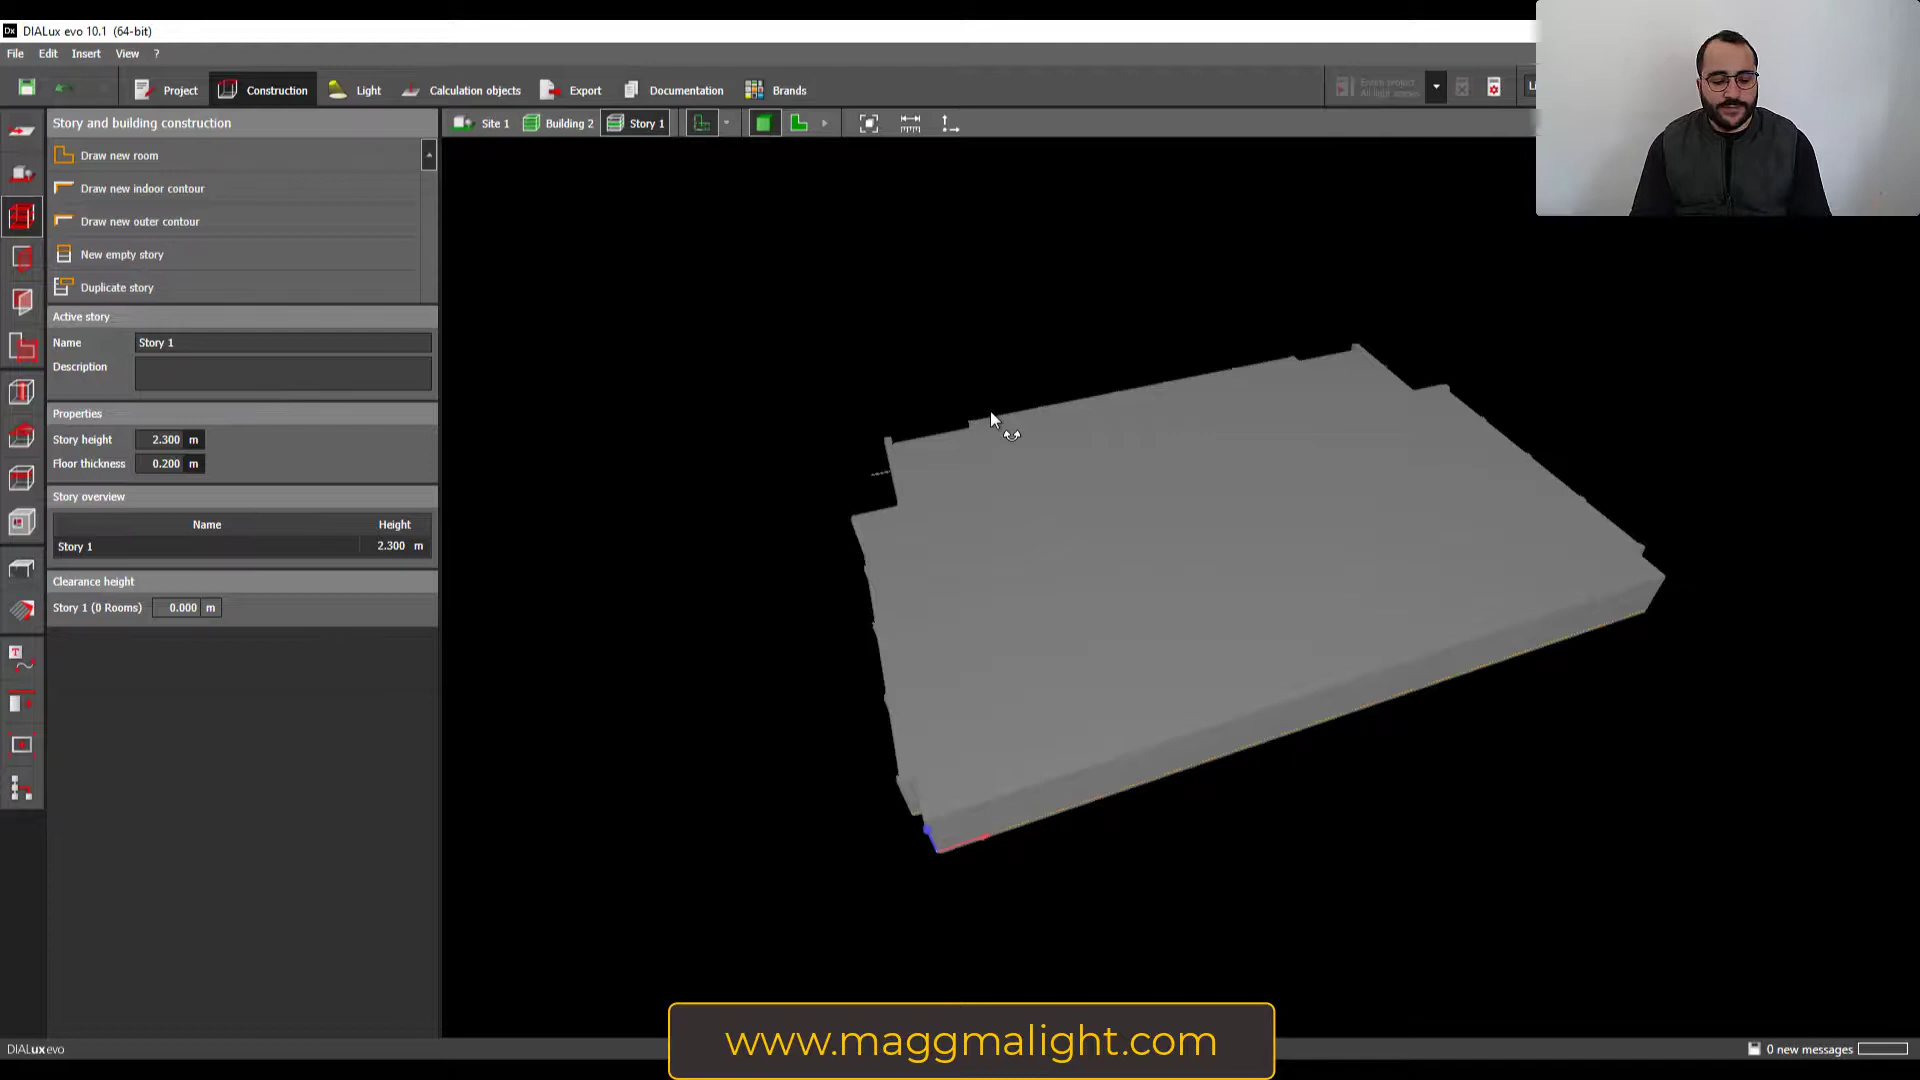 DIALux evo 10.1 (64-bit)
File Edit Insert View ?
Project Construction Light Calculation objects Export Documentation Brands
Story and building construction
Site 1 Building 2 Story 1
Draw new room
Draw new indoor contour
Draw new outer contour
New empty story
Duplicate story
Active story
Name Story 1
Description
Properties
Story height 2.300 m
Floor thickness 0.200 m
Story overview
Name Height
Story 1 2.300 m
Clearance height
Story 1 (0 Rooms) 0.000 m
www.maggmalight.com
DIALux evo
0 new messages